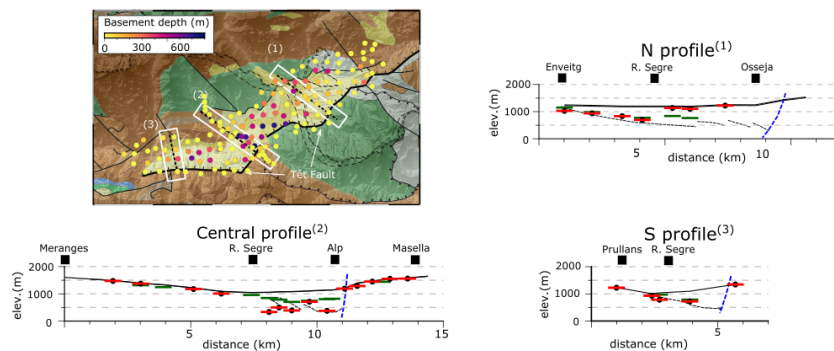 Basement depth (m)
0 300 600
(1)
(2)
(3)
Têt Fault
N profile(1)
Enveitg R. Segre Osseja
2000
1000
0
elev.(m)
5 10
distance (km)
Central profile(2)
Meranges R. Segre Alp Masella
2000
1000
0
elev.(m)
0 5 10 15
distance (km)
S profile(3)
Prullans R. Segre
2000
1000
0
elev.(m)
5
distance (km)